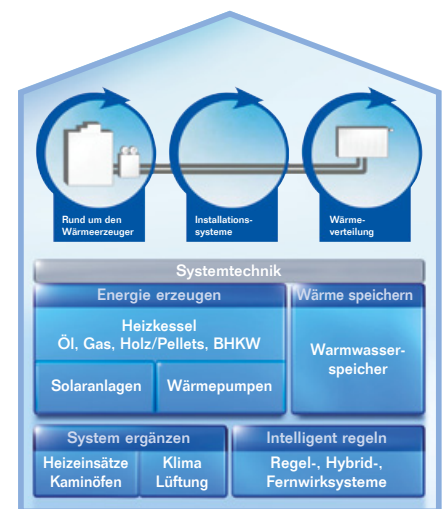 Rund um den
Wärmeerzeuger
Installations-
systeme
Wärme-
verteilung
Systemtechnik
Energie erzeugen
Heizkessel
Öl, Gas, Holz/Pellets, BHKW
Solaranlagen
Wärmepumpen
Wärme speichern
Warmwasser-
speicher
System ergänzen
Heizeinsätze
Kaminöfen
Klima
Lüftung
Intelligent regeln
Regel-, Hybrid-,
Fernwirksysteme